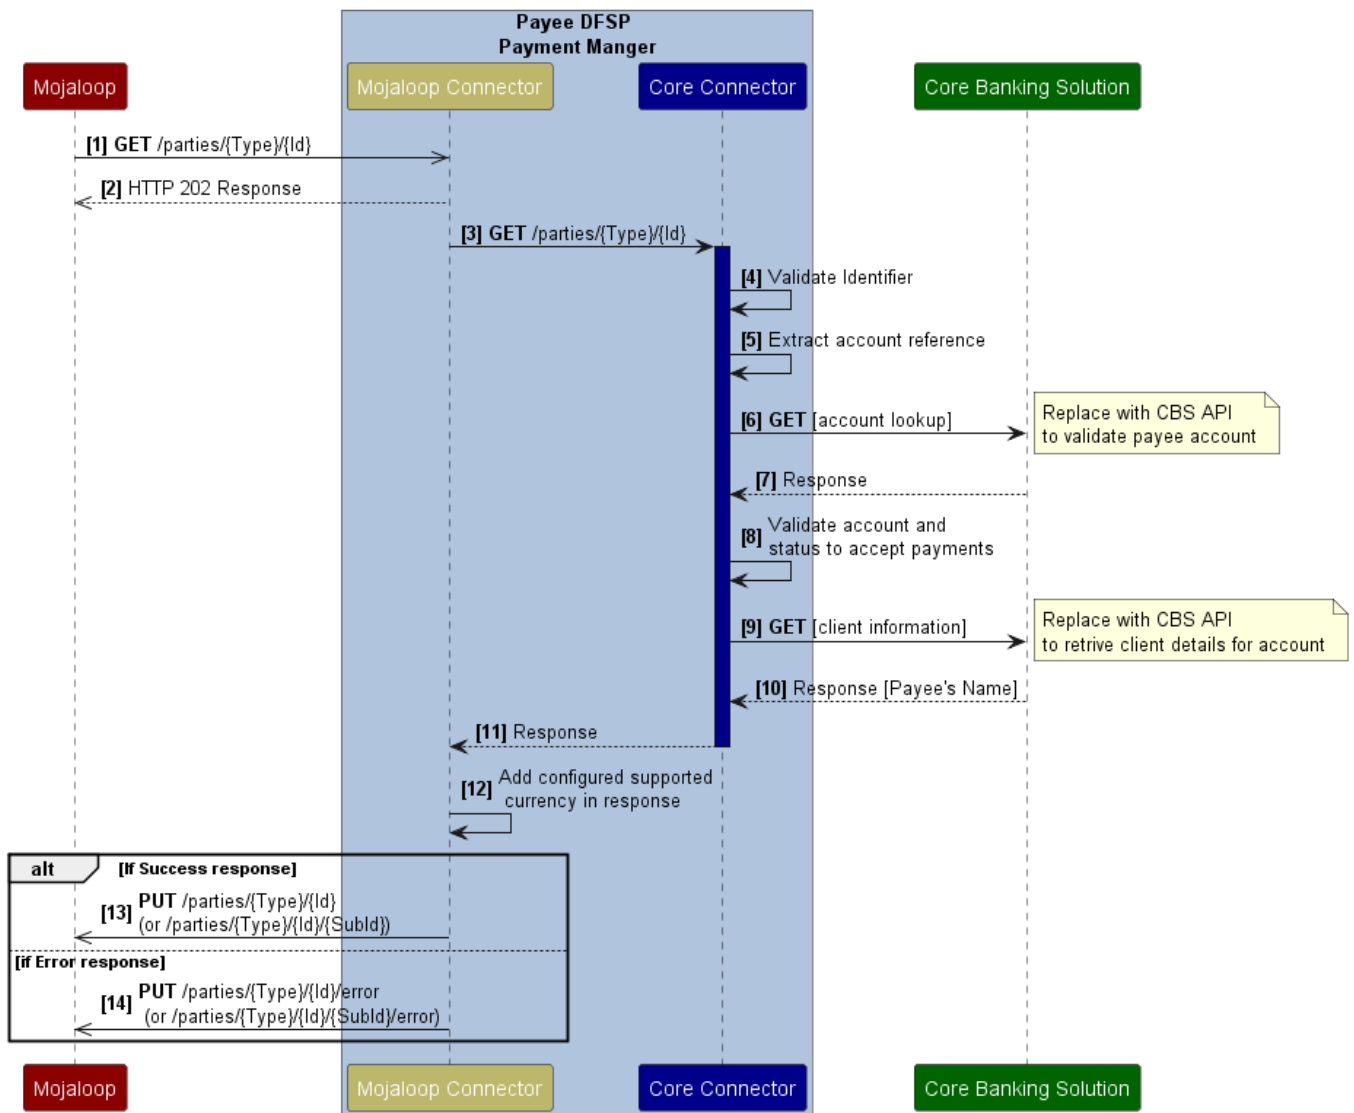 Payee DFSP
Payment Manger
Mojaloop
Mojaloop Connector
Core Connector
Core Banking Solution
[1] GET /parties/{Type}/{Id}
[2] HTTP 202 Response
[3] GET /parties/{Type}/{Id}
[4] Validate Identifier
[5] Extract account reference
[6] GET [account lookup]
Replace with CBS API
to validate payee account
[7] Response
[8] Validate account and
status to accept payments
[9] GET [client information]
Replace with CBS API
to retrive client details for account
[10] Response [Payee's Name]
[11] Response
[12] Add configured supported
currency in response
alt [If Success response]
[13] PUT /parties/{Type}/{Id}
(or /parties/{Type}/{Id}/{SubId})
[if Error response]
[14] PUT /parties/{Type}/{Id}/error
(or /parties/{Type}/{Id}/{SubId}/error)
Mojaloop
Mojaloop Connector
Core Connector
Core Banking Solution